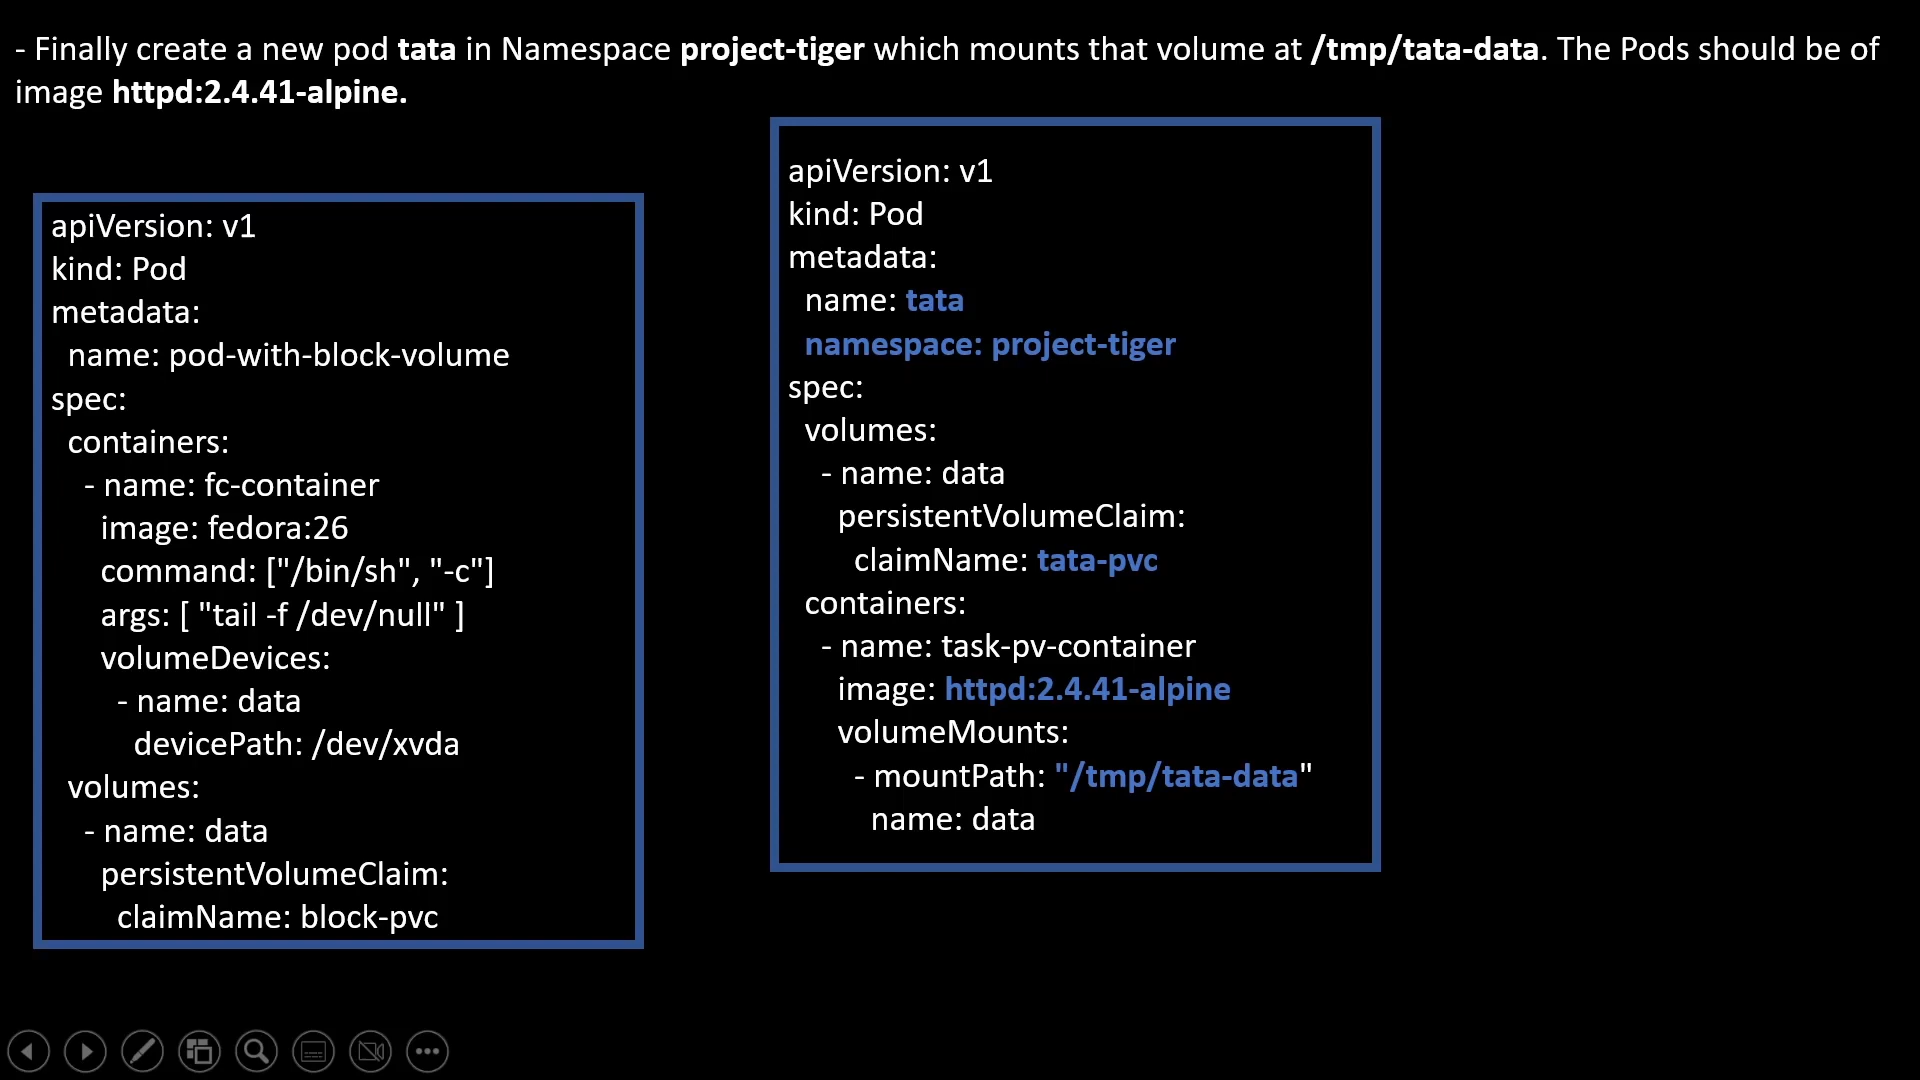 - Finally create a new pod tata in Namespace project-tiger which mounts that volume at /tmp/tata-data. The Pods should be of
image httpd:2.4.41-alpine.
apiVersion: v1
kind: Pod
metadata:
  name: pod-with-block-volume
spec:
  containers:
    - name: fc-container
      image: fedora:26
      command: ["/bin/sh", "-c"]
      args: [ "tail -f /dev/null" ]
      volumeDevices:
        - name: data
          devicePath: /dev/xvda
  volumes:
    - name: data
      persistentVolumeClaim:
        claimName: block-pvc
apiVersion: v1
kind: Pod
metadata:
  name: tata
  namespace: project-tiger
spec:
  volumes:
    - name: data
      persistentVolumeClaim:
        claimName: tata-pvc
  containers:
    - name: task-pv-container
      image: httpd:2.4.41-alpine
      volumeMounts:
        - mountPath: "/tmp/tata-data"
          name: data